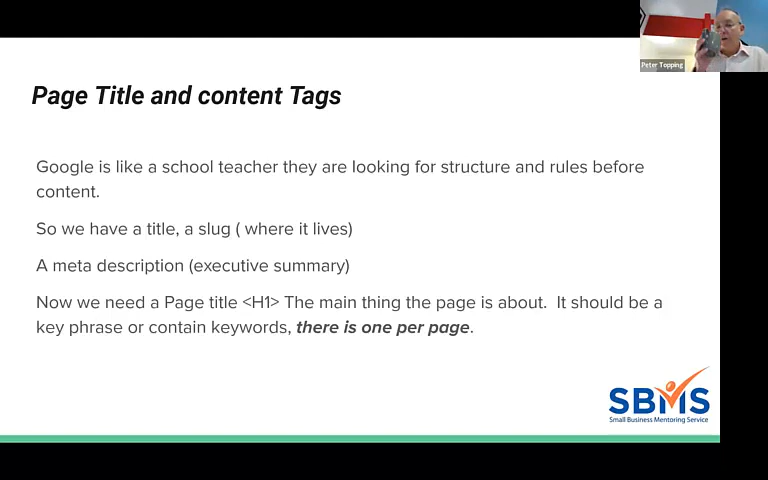 Peter Topping
Page Title and content Tags
Google is like a school teacher they are looking for structure and rules before
content.
So we have a title, a slug ( where it lives)
A meta description (executive summary)
Now we need a Page title <H1> The main thing the page is about.  It should be a
key phrase or contain keywords, there is one per page.
SBMS
Small Business Mentoring Service